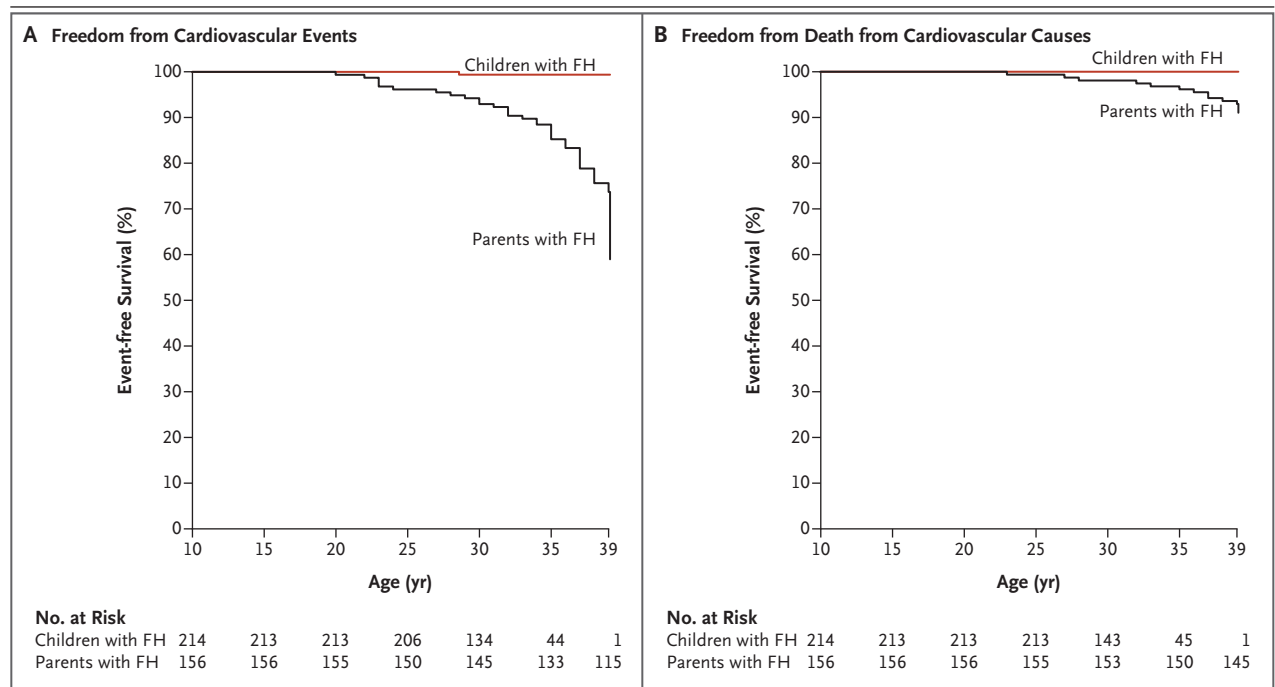 A Freedom from Cardiovascular Events
Children with FH
Parents with FH
Event-free Survival (%)
100
90
80
70
60
50
40
30
20
10
0
10 15 20 25 30 35 39
Age (yr)
No. at Risk
Children with FH 214 213 213 206 134 44 1
Parents with FH 156 156 155 150 145 133 115
B Freedom from Death from Cardiovascular Causes
Children with FH
Parents with FH
Event-free Survival (%)
100
90
80
70
60
50
40
30
20
10
0
10 15 20 25 30 35 39
Age (yr)
No. at Risk
Children with FH 214 213 213 213 143 45 1
Parents with FH 156 156 156 155 153 150 145